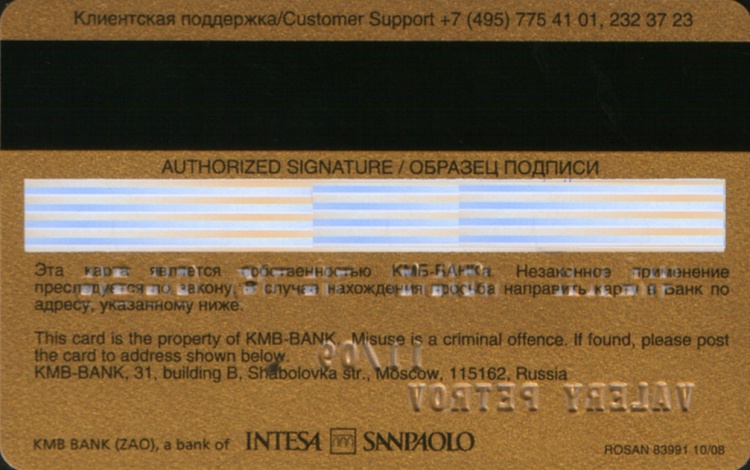 Клиентская поддержка/Customer Support +7 (495) 775 41 01, 232 37 23
AUTHORIZED SIGNATURE / ОБРАЗЕЦ ПОДПИСИ
Эта карта является собственностью КМБ-БАНКа. Незаконное применение
преследуется по закону. В случае нахождения просьба направить карту в Банк по
адресу, указанному ниже.
This card is the property of KMB-BANK. Misuse is a criminal offence. If found, please post
the card to address shown below.
KMB-BANK, 31, building B, Shabolovka str., Moscow, 115162, Russia
11/09
VALERY PETROV
KMB BANK (ZAO), a bank of INTESA SANPAOLO
ROSAN 83991 10/08